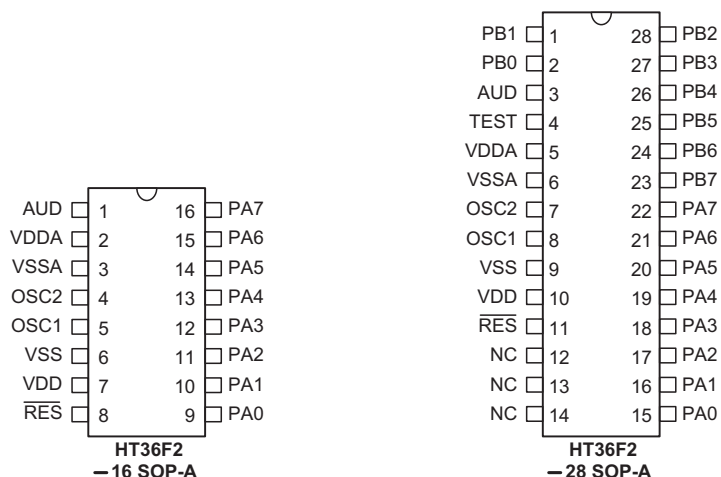 AUD 1 16 PA7
VDDA 2 15 PA6
VSSA 3 14 PA5
OSC2 4 13 PA4
OSC1 5 12 PA3
VSS 6 11 PA2
VDD 7 10 PA1
RES 8 9 PA0
HT36F2
– 16 SOP-A
PB1 1 28 PB2
PB0 2 27 PB3
AUD 3 26 PB4
TEST 4 25 PB5
VDDA 5 24 PB6
VSSA 6 23 PB7
OSC2 7 22 PA7
OSC1 8 21 PA6
VSS 9 20 PA5
VDD 10 19 PA4
RES 11 18 PA3
NC 12 17 PA2
NC 13 16 PA1
NC 14 15 PA0
HT36F2
– 28 SOP-A